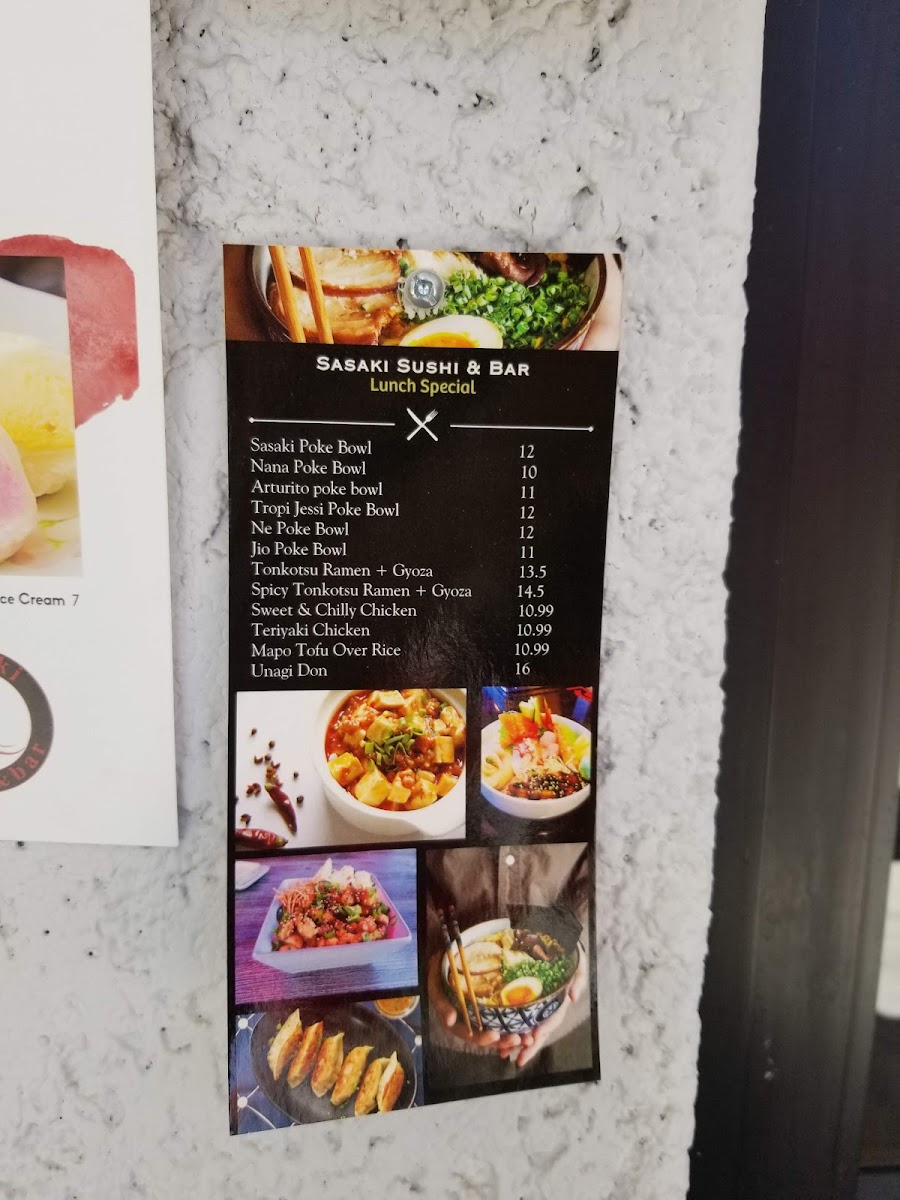 SASAKI SUSHI & BAR
Lunch Special
Sasaki Poke Bowl 12
Nana Poke Bowl 10
Arturito poke bowl 11
Tropi Jessi Poke Bowl 12
Ne Poke Bowl 12
Jio Poke Bowl 11
Tonkotsu Ramen + Gyoza 13.5
Spicy Tonkotsu Ramen + Gyoza 14.5
Sweet & Chilly Chicken 10.99
Teriyaki Chicken 10.99
Mapo Tofu Over Rice 10.99
Unagi Don 16
ce Cream 7
bar